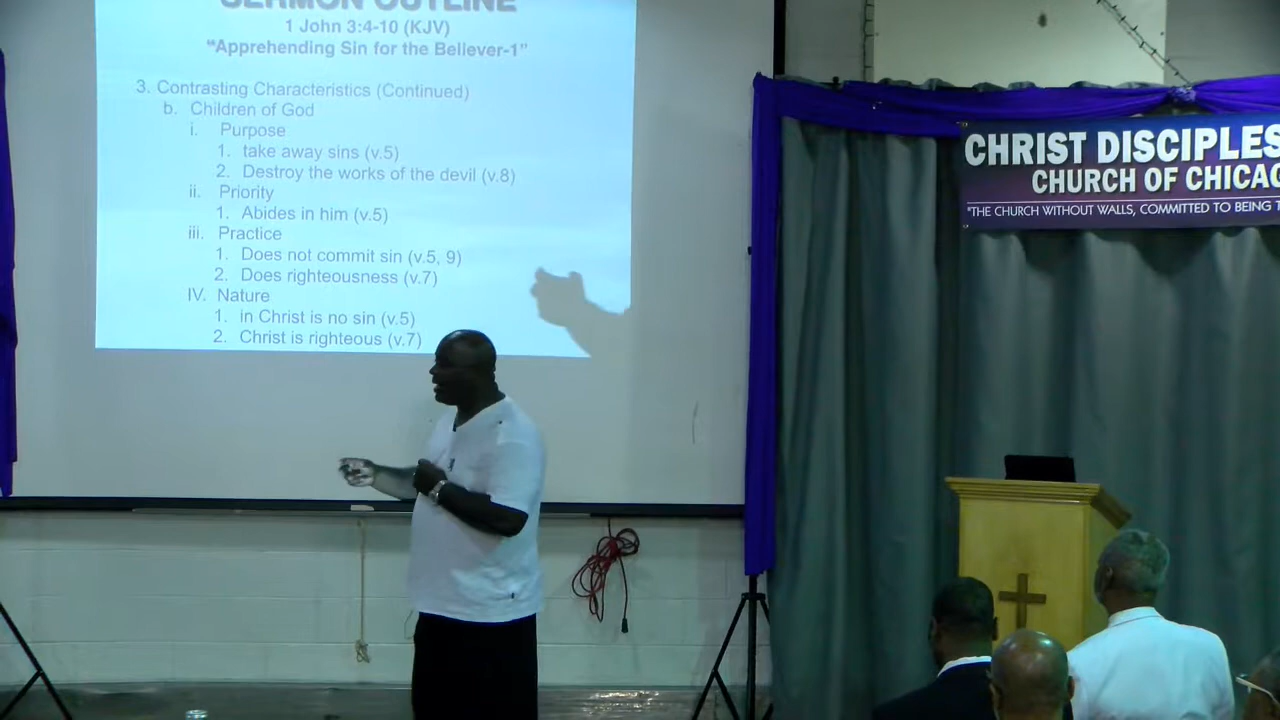 SERMON OUTLINE
1 John 3:4-10 (KJV)
“Apprehending Sin for the Believer-1”
3. Contrasting Characteristics (Continued)
b. Children of God
i. Purpose
1. take away sins (v.5)
2. Destroy the works of the devil (v.8)
ii. Priority
1. Abides in him (v.5)
iii. Practice
1. Does not commit sin (v.5, 9)
2. Does righteousness (v.7)
IV. Nature
1. in Christ is no sin (v.5)
2. Christ is righteous (v.7)
CHRIST DISCIPLES
CHURCH OF CHICAG
"THE CHURCH WITHOUT WALLS, COMMITTED TO BEING T